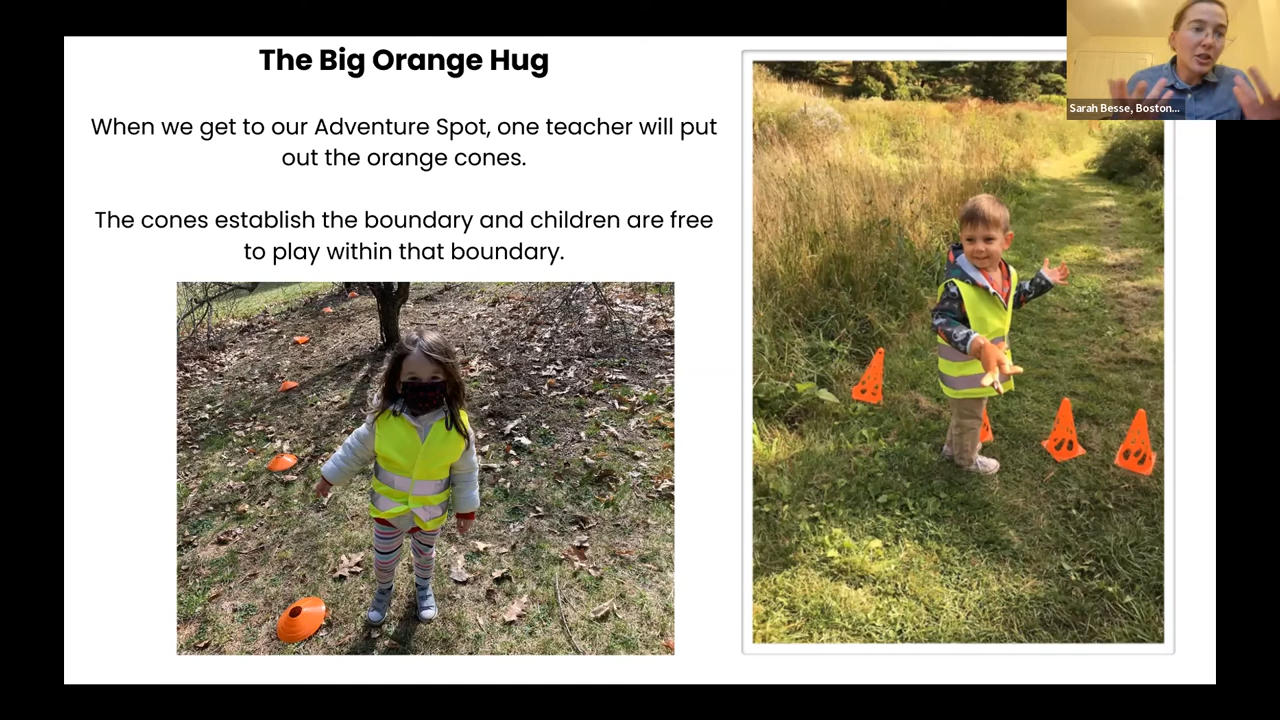 The Big Orange Hug
When we get to our Adventure Spot, one teacher will put
out the orange cones.
The cones establish the boundary and children are free
to play within that boundary.
Sarah Besse, Boston...